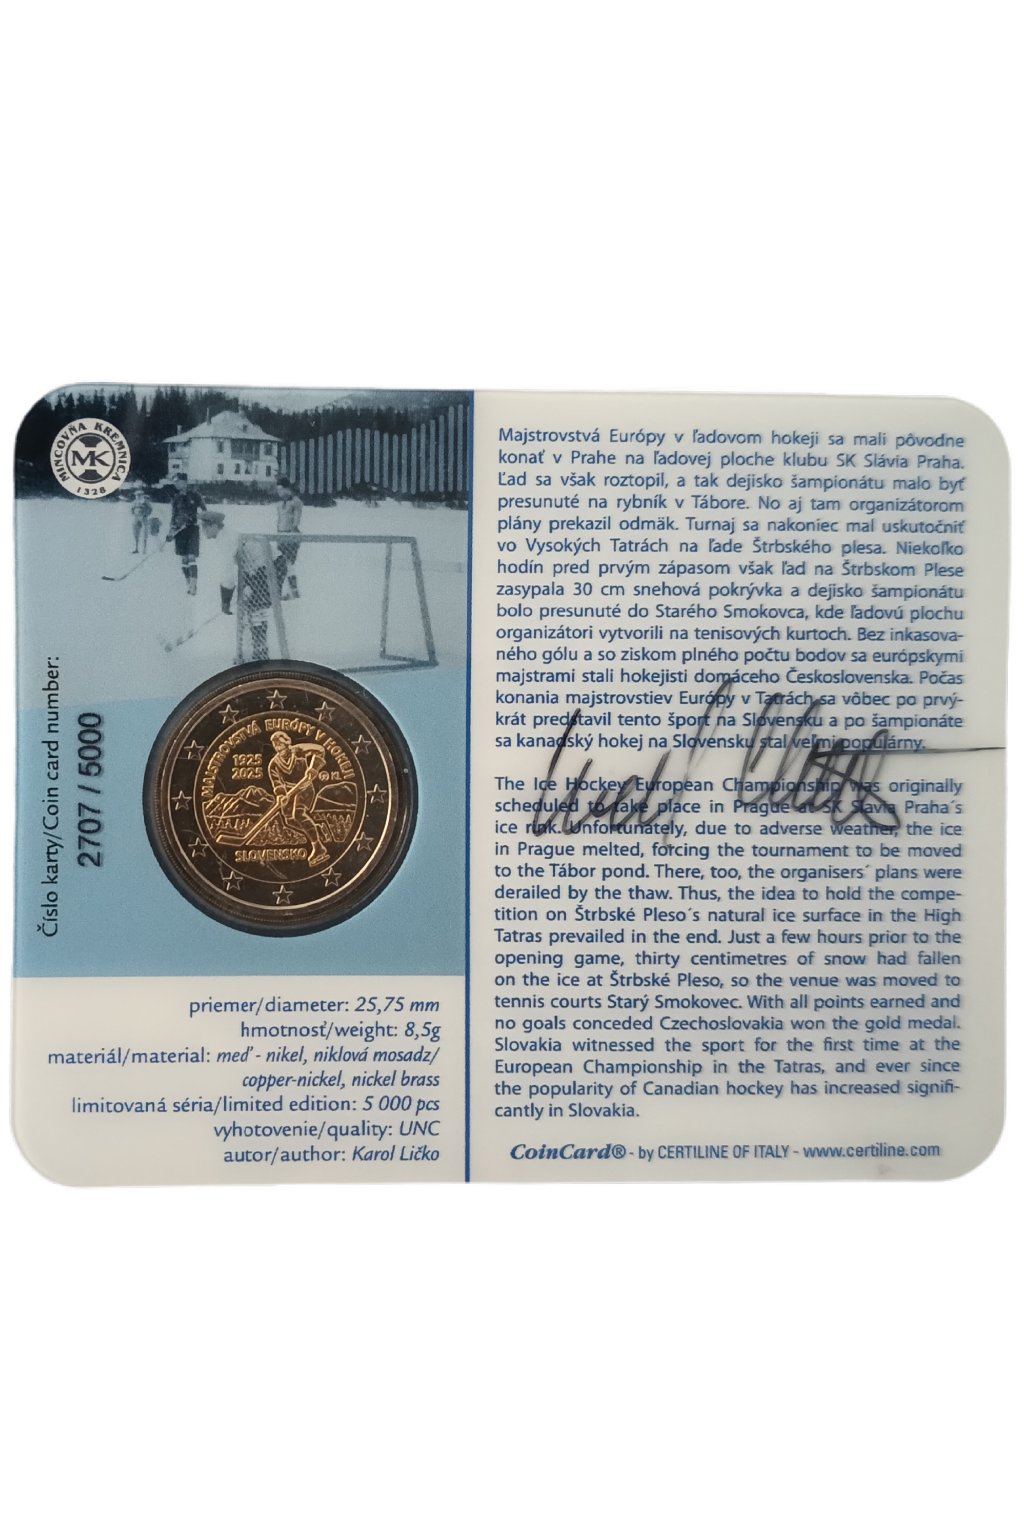 MINCOVŇA KREMNICA
MK
1328
Číslo karty/Coin card number:
2707 / 5000
MAJSTROVSTVÁ EURÓPY V HOKEJI
1925
2025
KL
SLOVENSKO
priemer/diameter: 25,75 mm
hmotnosť/weight: 8,5g
materiál/material: meď - nikel, niklová mosadz/
copper-nickel, nickel brass
limitovaná séria/limited edition: 5 000 pcs
vyhotovenie/quality: UNC
autor/author: Karol Ličko
Majstrovstvá Európy v ľadovom hokeji sa mali pôvodne
konať v Prahe na ľadovej ploche klubu SK Slávia Praha.
Ľad sa však roztopil, a tak dejisko šampionátu malo byť
presunuté na rybník v Tábore. No aj tam organizátorom
plány prekazil odmäk. Turnaj sa nakoniec mal uskutočniť
vo Vysokých Tatrách na ľade Štrbského plesa. Niekoľko
hodín pred prvým zápasom však ľad na Štrbskom Plese
zasypala 30 cm snehová pokrývka a dejisko šampionátu
bolo presunuté do Starého Smokovca, kde ľadovú plochu
organizátori vytvorili na tenisových kurtoch. Bez inkasova-
ného gólu a so ziskom plného počtu bodov sa európskymi
majstrami stali hokejisti domáceho Československa. Počas
konania majstrovstiev Európy v Tatrách sa vôbec po prvý-
krát predstavil tento šport na Slovensku a po šampionáte
sa kanadský hokej na Slovensku stal veľmi populárny.
The Ice Hockey European Championship was originally
scheduled to take place in Prague at SK Slavia Praha´s
ice rink. Unfortunately, due to adverse weather, the ice
in Prague melted, forcing the tournament to be moved
to the Tábor pond. There, too, the organisers´ plans were
derailed by the thaw. Thus, the idea to hold the compe-
tition on Štrbské Pleso´s natural ice surface in the High
Tatras prevailed in the end. Just a few hours prior to the
opening game, thirty centimetres of snow had fallen
on the ice at Štrbské Pleso, so the venue was moved to
tennis courts Starý Smokovec. With all points earned and
no goals conceded Czechoslovakia won the gold medal.
Slovakia witnessed the sport for the first time at the
European Championship in the Tatras, and ever since
the popularity of Canadian hockey has increased signifi-
cantly in Slovakia.
CoinCard® - by CERTILINE OF ITALY - www.certiline.com